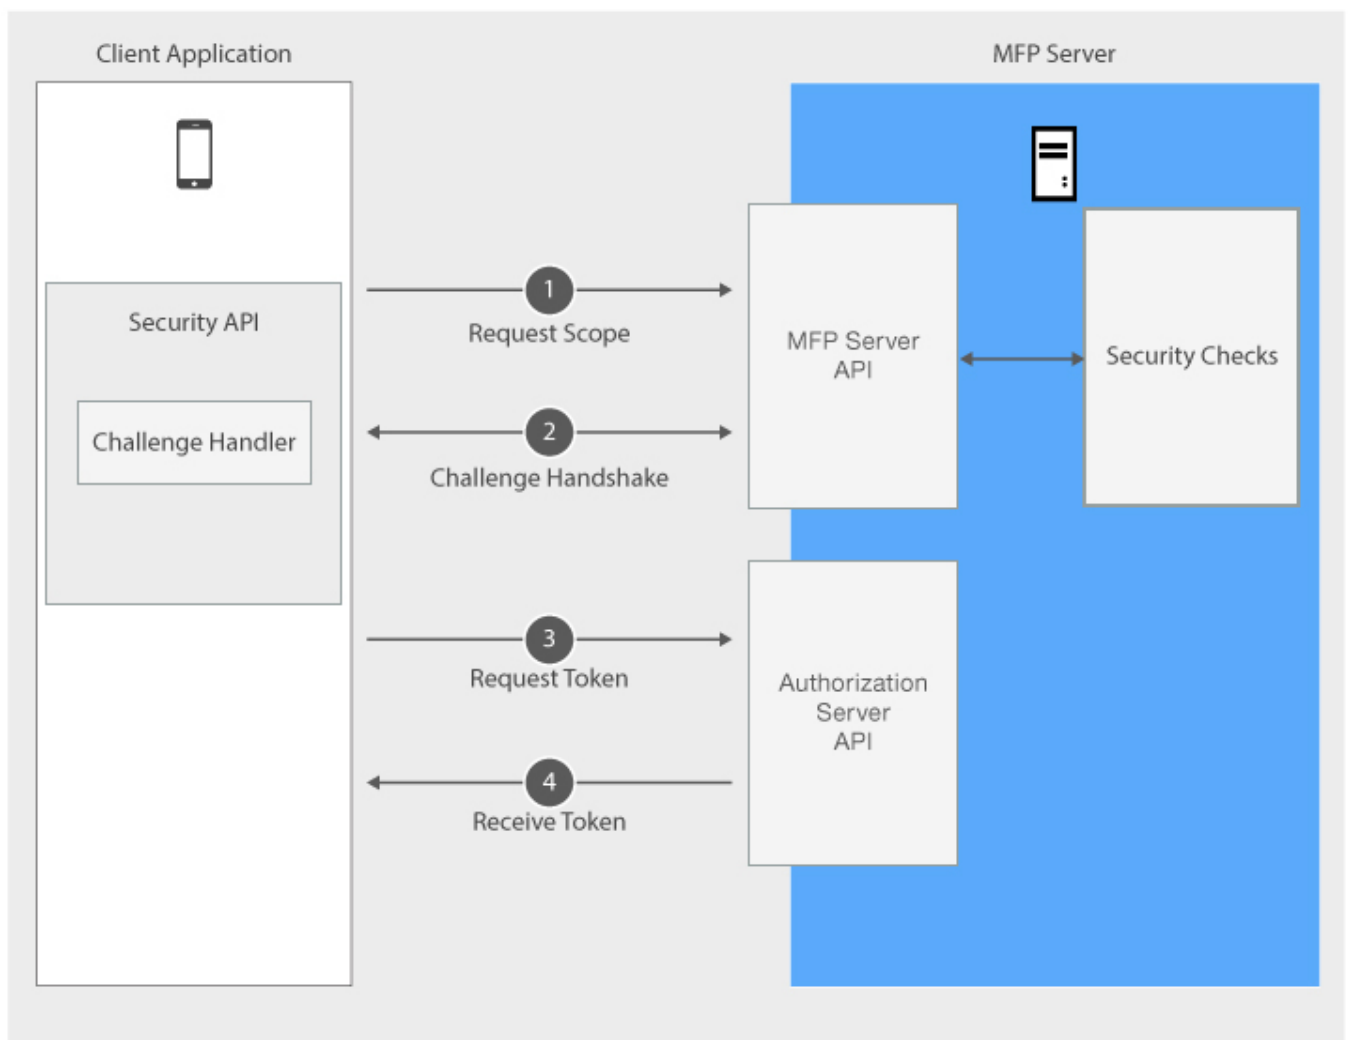 Client Application
MFP Server
Security API
Challenge Handler
1
Request Scope
2
Challenge Handshake
3
Request Token
4
Receive Token
MFP Server
API
Security Checks
Authorization
Server
API